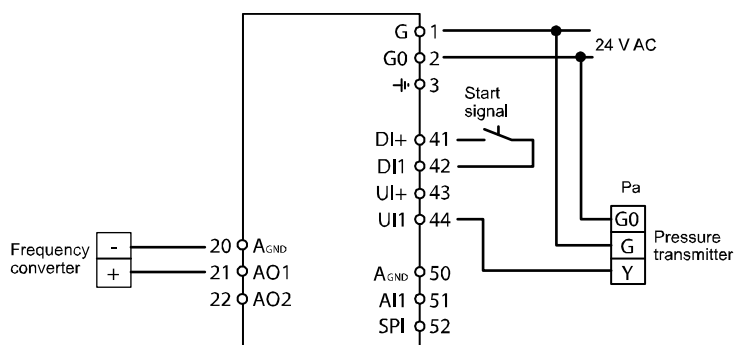 G 1
24 V AC
G0 2
3
Start
signal
DI+ 41
DI1 42
UI+ 43
UI1 44
Pa
G0
G
Y
Pressure
transmitter
Frequency
converter
-
+
20 AGND
21 AO1
22 AO2
AGND 50
AI1 51
SPI 52